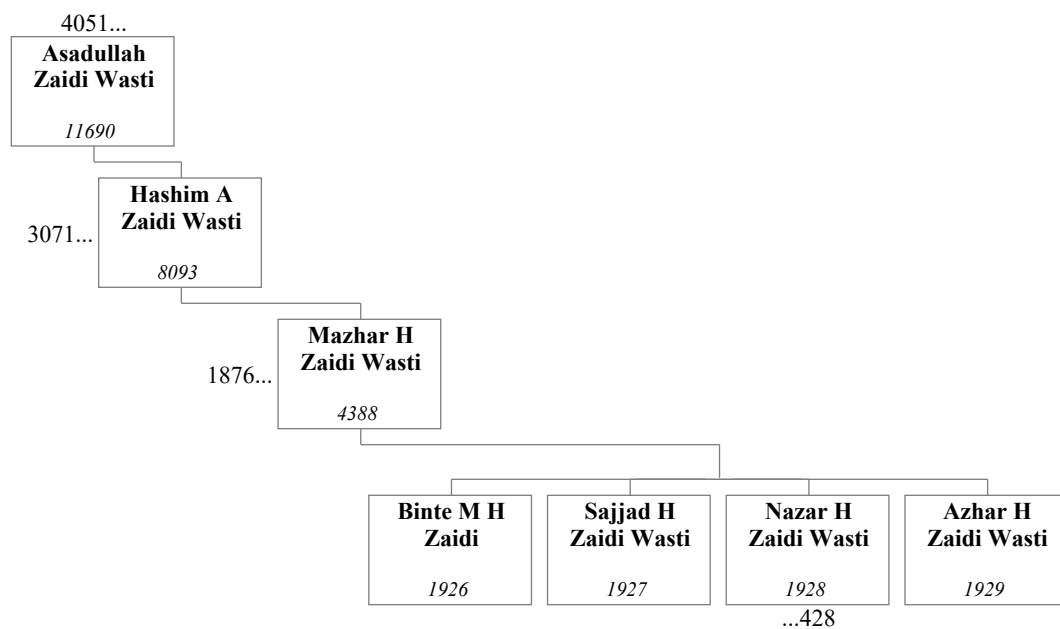 4051...
Asadullah
Zaidi Wasti
11690
Hashim A
Zaidi Wasti
3071...
8093
Mazhar H
Zaidi Wasti
1876...
4388
Binte M H
Zaidi
1926
Sajjad H
Zaidi Wasti
1927
Nazar H
Zaidi Wasti
1928
...428
Azhar H
Zaidi Wasti
1929